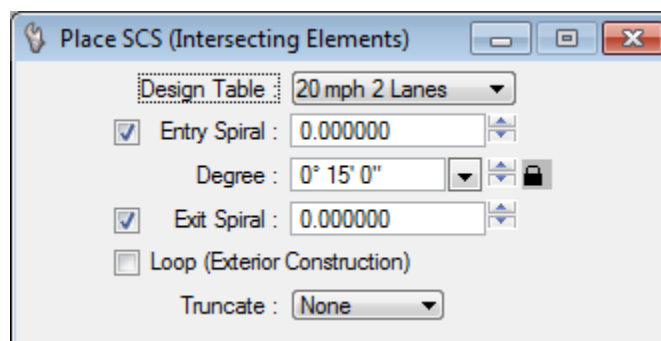 Place SCS (Intersecting Elements)
Design Table : 20 mph 2 Lanes
Entry Spiral : 0.000000
Degree : 0° 15' 0"
Exit Spiral : 0.000000
Loop (Exterior Construction)
Truncate : None